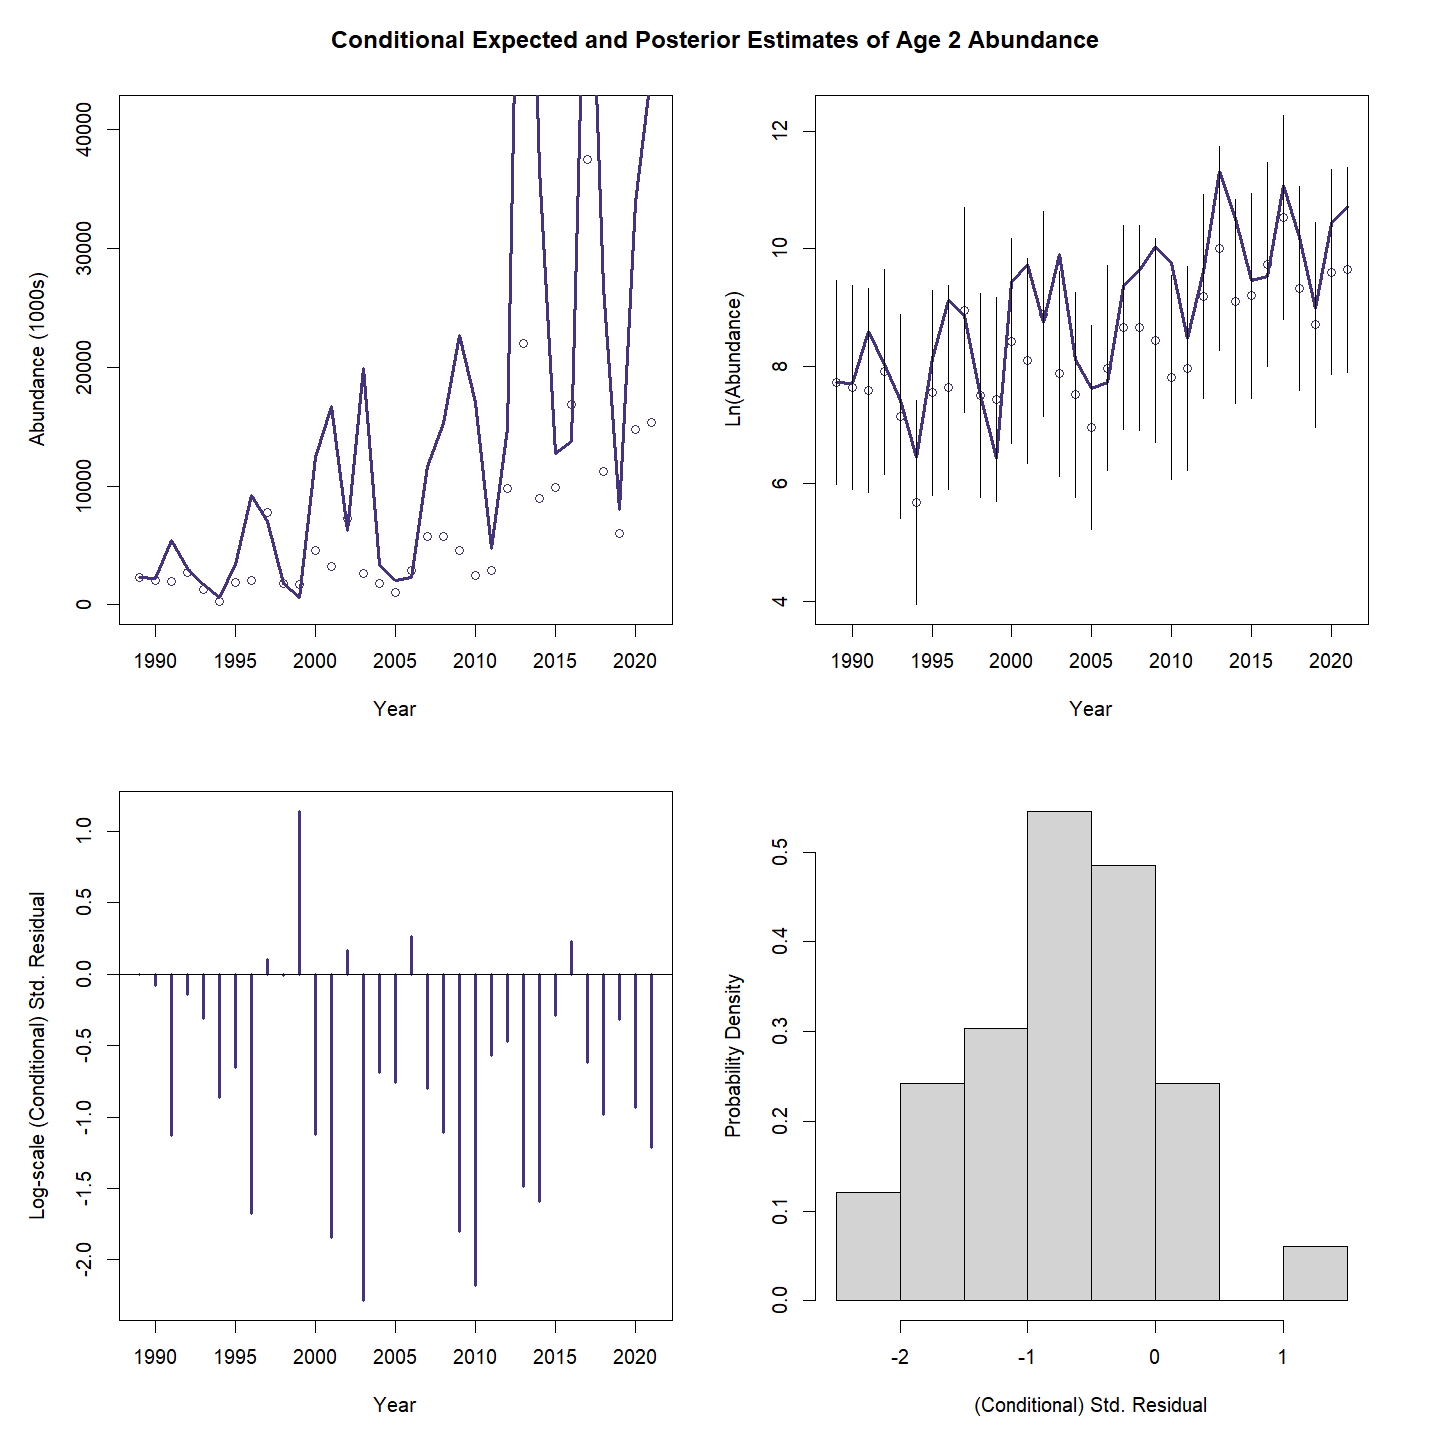 Conditional Expected and Posterior Estimates of Age 2 Abundance
Abundance (1000s)
0 10000 20000 30000 40000
1990 1995 2000 2005 2010 2015 2020
Year
Ln(Abundance)
4 6 8 10 12
1990 1995 2000 2005 2010 2015 2020
Year
Log-scale (Conditional) Std. Residual
-2.0 -1.5 -1.0 -0.5 0.0 0.5 1.0
1990 1995 2000 2005 2010 2015 2020
Year
Probability Density
0.0 0.1 0.2 0.3 0.4 0.5
-2 -1 0 1
(Conditional) Std. Residual